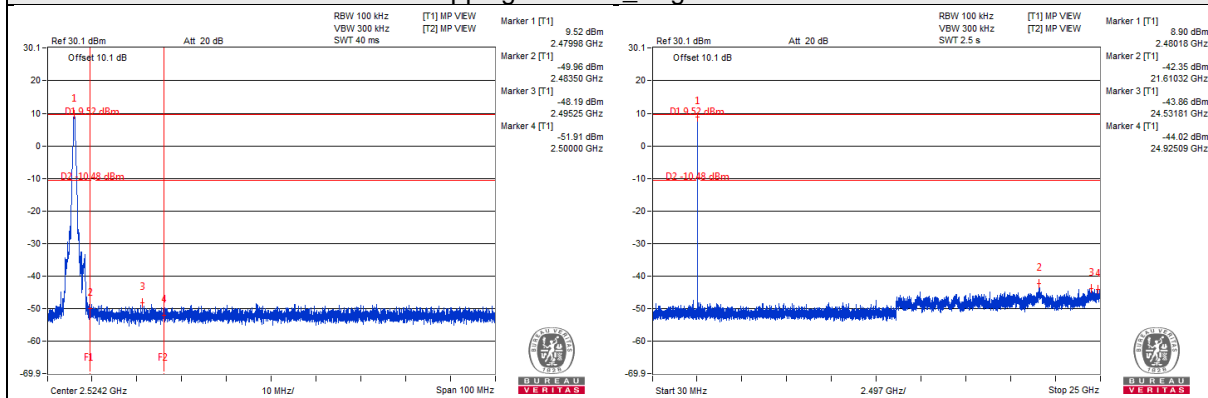 RBW 100 kHz [T1] MP VIEW
VBW 300 kHz [T2] MP VIEW
Ref 30.1 dBm Att 20 dB SWT 40 ms
Offset 10.1 dB
Marker 1 [T1]
9.52 dBm
2.47998 GHz
Marker 2 [T1]
-49.96 dBm
2.48350 GHz
Marker 3 [T1]
-48.19 dBm
2.49525 GHz
Marker 4 [T1]
-51.91 dBm
2.50000 GHz
30.1
20
10
0
-10
-20
-30
-40
-50
-60
-69.9
1
D1 9.52 dBm
D2 -10.48 dBm
2
3
4
F1
F2
Center 2.5242 GHz 10 MHz/ Span 100 MHz
BUREAU
VERITAS
RBW 100 kHz [T1] MP VIEW
VBW 300 kHz [T2] MP VIEW
Ref 30.1 dBm Att 20 dB SWT 2.5 s
Offset 10.1 dB
Marker 1 [T1]
8.90 dBm
2.48018 GHz
Marker 2 [T1]
-42.35 dBm
21.61032 GHz
Marker 3 [T1]
-43.86 dBm
24.53181 GHz
Marker 4 [T1]
-44.02 dBm
24.92509 GHz
30.1
20
10
0
-10
-20
-30
-40
-50
-60
-69.9
1
D1 9.52 dBm
D2 -10.48 dBm
2
3 4
Start 30 MHz 2.497 GHz/ Stop 25 GHz
BUREAU
VERITAS